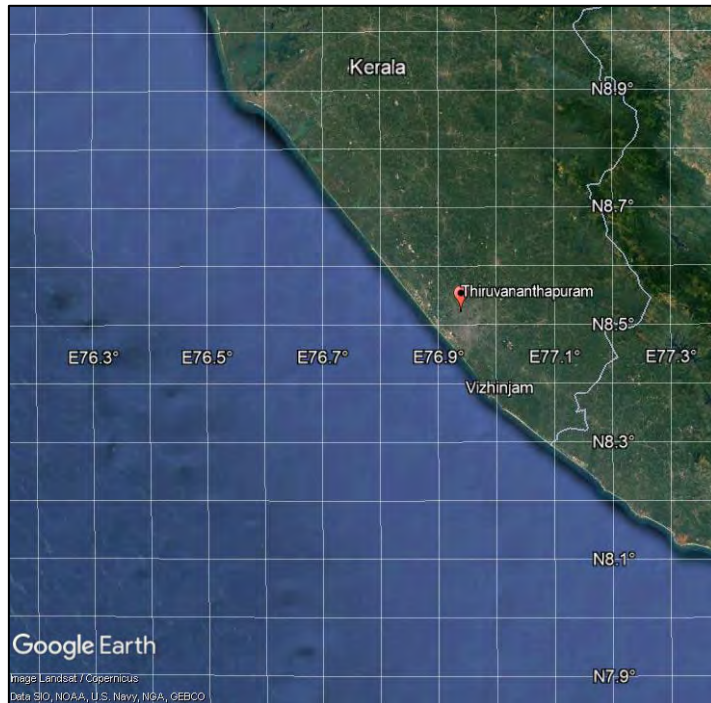 Kerala
N8.9°
N8.7°
Thiruvananthapuram
N8.5°
E76.3° E76.5° E76.7° E76.9° E77.1° E77.3°
Vizhinjam
N8.3°
N8.1°
Google Earth
Image Landsat / Copernicus
N7.9°
Data SIO, NOAA, U.S. Navy, NGA, GEBCO